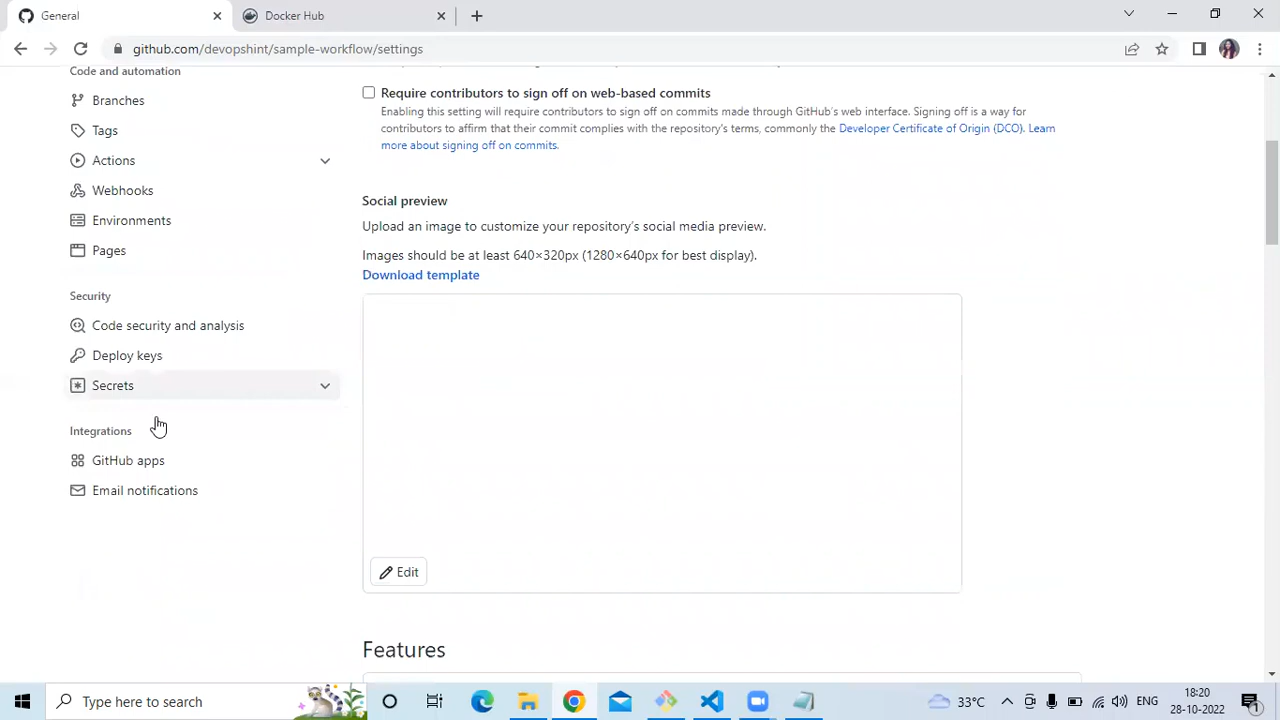 General
Docker Hub
github.com/devopshint/sample-workflow/settings
Code and automation
Branches
Tags
Actions
Webhooks
Environments
Pages
Security
Code security and analysis
Deploy keys
Secrets
Integrations
GitHub apps
Email notifications
Require contributors to sign off on web-based commits
Enabling this setting will require contributors to sign off on commits made through GitHub's web interface. Signing off is a way for
contributors to affirm that their commit complies with the repository's terms, commonly the Developer Certificate of Origin (DCO). Learn
more about signing off on commits.
Social preview
Upload an image to customize your repository's social media preview.
Images should be at least 640×320px (1280×640px for best display).
Download template
Edit
Features
Type here to search
33°C
ENG
18:20
28-10-2022
1